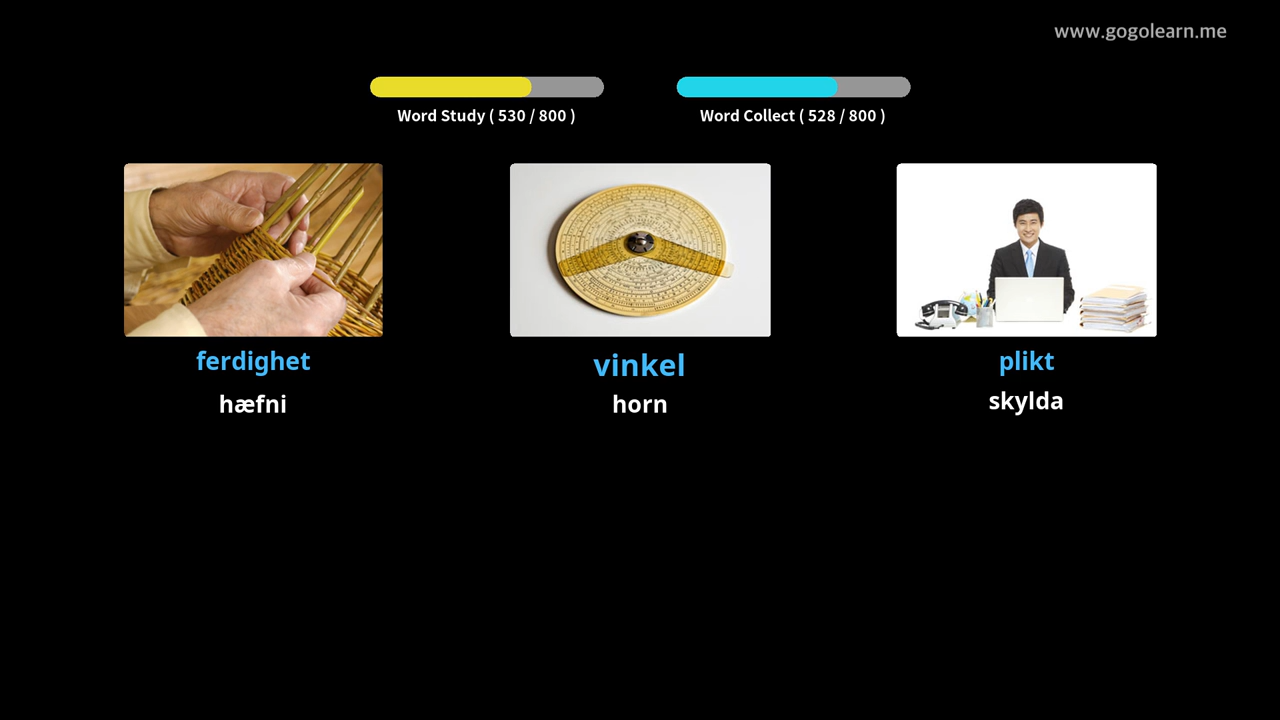 www.gogolearn.me
Word Study ( 530 / 800 )
Word Collect ( 528 / 800 )
ferdighet
hæfni
vinkel
horn
plikt
skylda